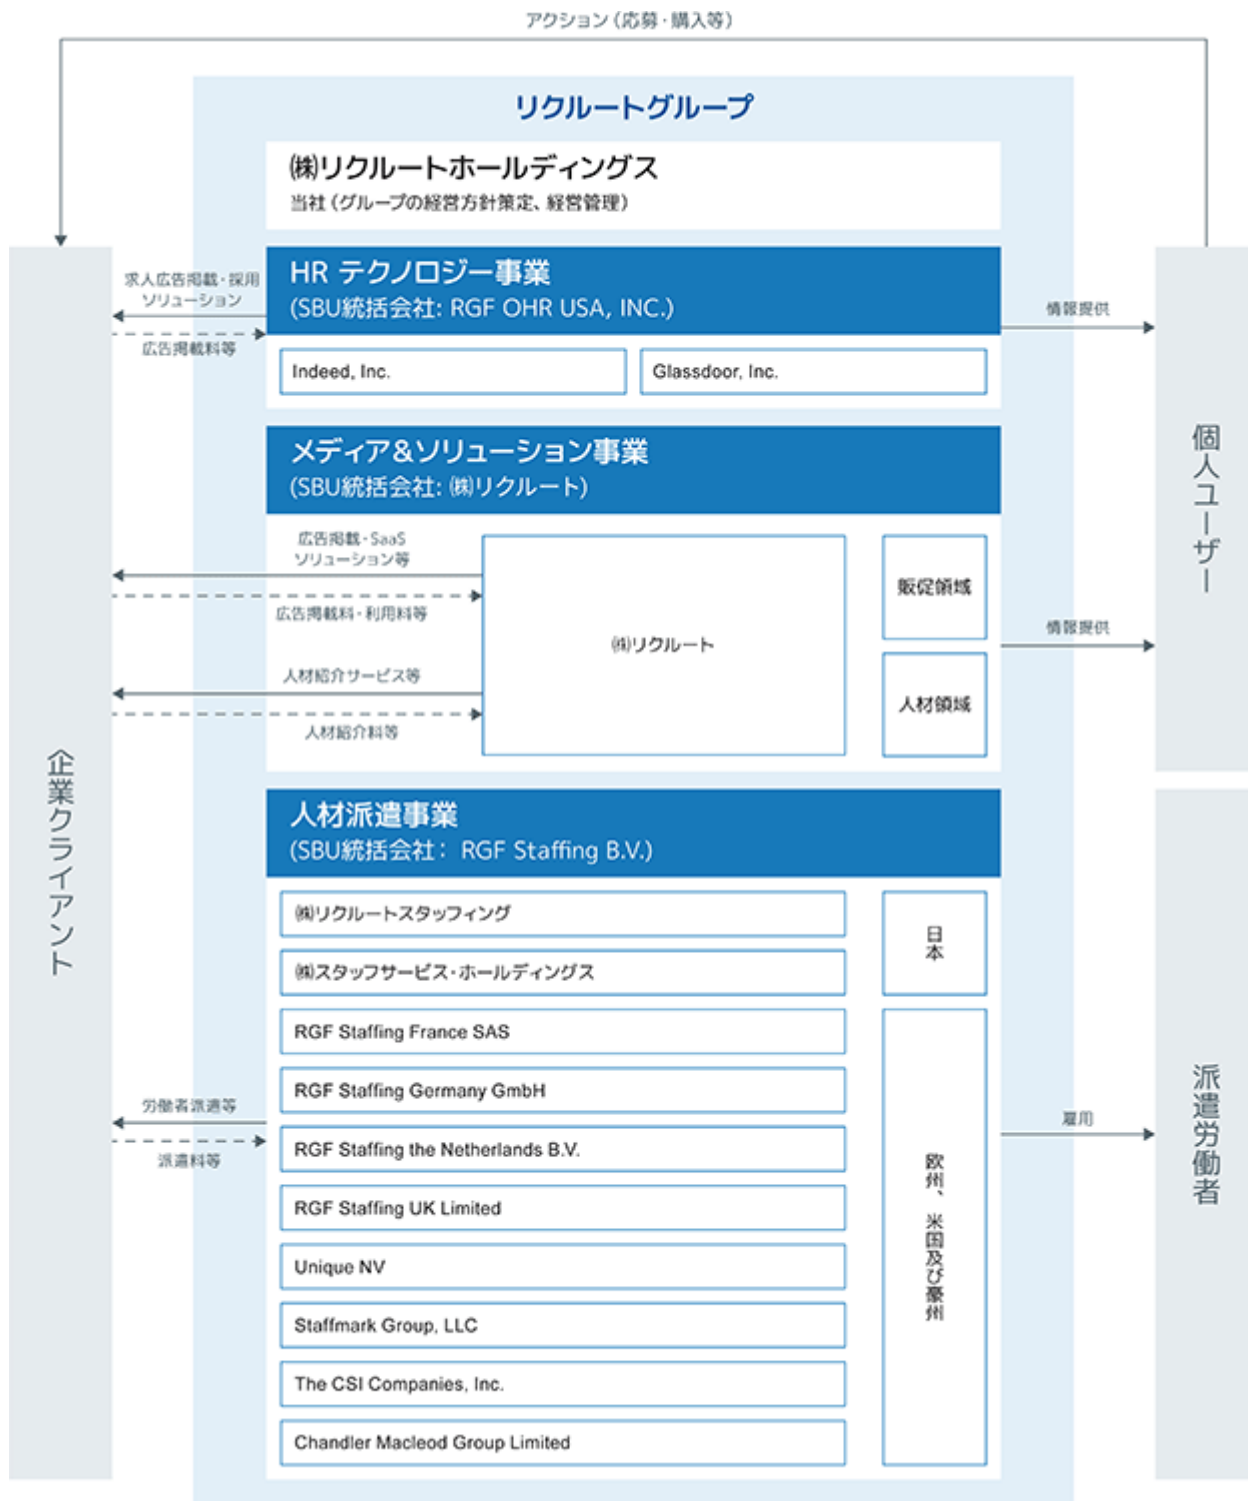 アクション（応募・購入等）
リクルートグループ
㈱リクルートホールディングス
当社（グループの経営方針策定、経営管理）
HR テクノロジー事業
(SBU統括会社: RGF OHR USA, INC.)
求人広告掲載・採用
ソリューション
広告掲載料等
情報提供
Indeed, Inc.
Glassdoor, Inc.
メディア&ソリューション事業
(SBU統括会社: ㈱リクルート)
広告掲載・SaaS
ソリューション等
広告掲載料・利用料等
人材紹介サービス等
人材紹介料等
㈱リクルート
販促領域
人材領域
情報提供
個人ユーザー
企業クライアント
人材派遣事業
(SBU統括会社： RGF Staffing B.V.)
㈱リクルートスタッフィング
㈱スタッフサービス・ホールディングス
日本
RGF Staffing France SAS
RGF Staffing Germany GmbH
RGF Staffing the Netherlands B.V.
RGF Staffing UK Limited
Unique NV
Staffmark Group, LLC
The CSI Companies, Inc.
Chandler Macleod Group Limited
欧州、米国及び豪州
労働者派遣等
派遣料等
雇用
派遣労働者